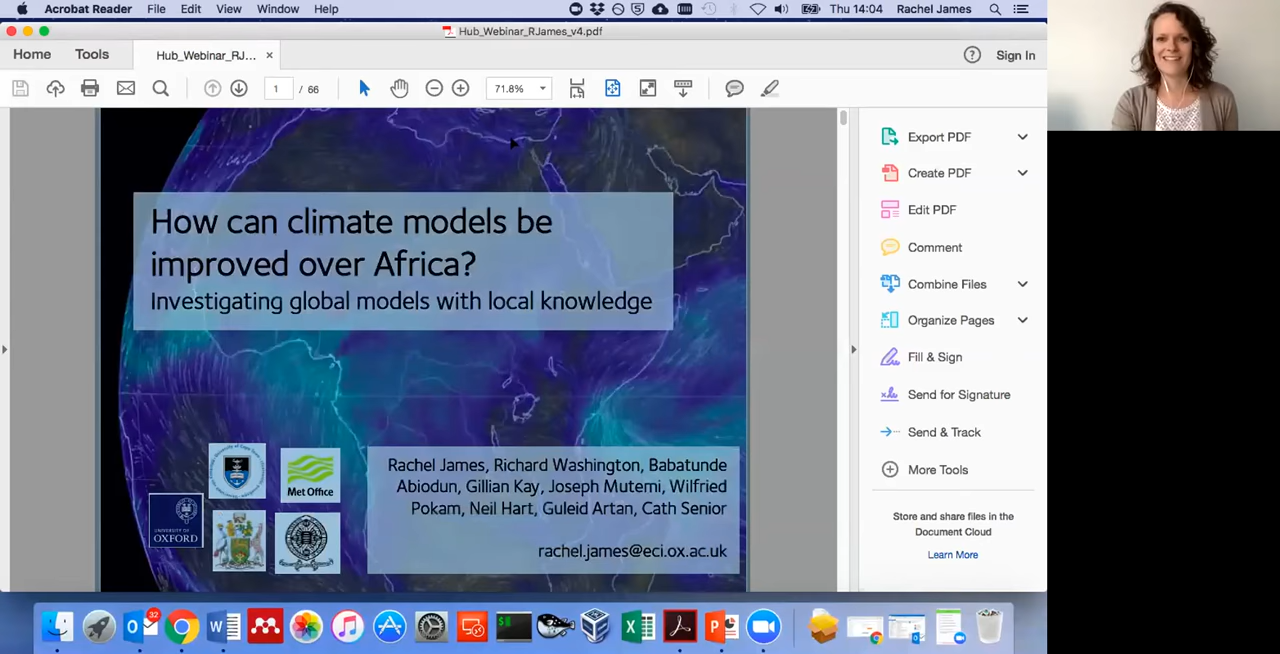 Acrobat Reader File Edit View Window Help
Thu 14:04 Rachel James
Hub_Webinar_RJames_v4.pdf
Home Tools Hub_Webinar_RJ... × Sign In
1 / 66 71.8%
How can climate models be
improved over Africa?
Investigating global models with local knowledge
Met Office
UNIVERSITY OF
OXFORD
Rachel James, Richard Washington, Babatunde
Abiodun, Gillian Kay, Joseph Mutemi, Wilfried
Pokam, Neil Hart, Guleid Artan, Cath Senior
rachel.james@eci.ox.ac.uk
Export PDF
Create PDF
Edit PDF
Comment
Combine Files
Organize Pages
Fill & Sign
Send for Signature
Send & Track
More Tools
Store and share files in the
Document Cloud
Learn More
32